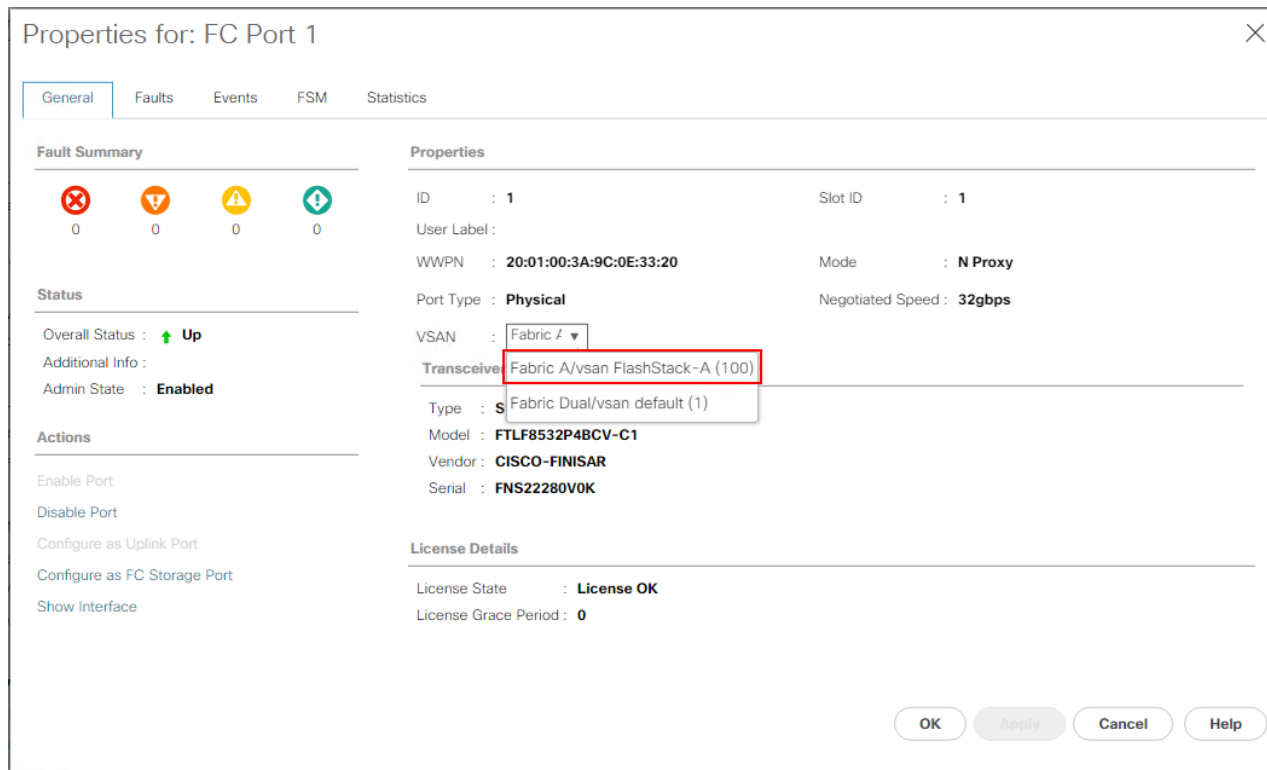 Properties for: FC Port 1
General Faults Events FSM Statistics
Fault Summary
0 0 0 0
Status
Overall Status : Up
Additional Info :
Admin State : Enabled
Actions
Enable Port
Disable Port
Configure as Uplink Port
Configure as FC Storage Port
Show Interface
Properties
ID : 1 Slot ID : 1
User Label :
WWPN : 20:01:00:3A:9C:0E:33:20 Mode : N Proxy
Port Type : Physical Negotiated Speed : 32gbps
VSAN : Fabric A
Transceiver
Fabric A/vsan FlashStack-A (100)
Fabric Dual/vsan default (1)
Type : S
Model : FTLF8532P4BCV-C1
Vendor : CISCO-FINISAR
Serial : FNS22280V0K
License Details
License State : License OK
License Grace Period : 0
OK Apply Cancel Help